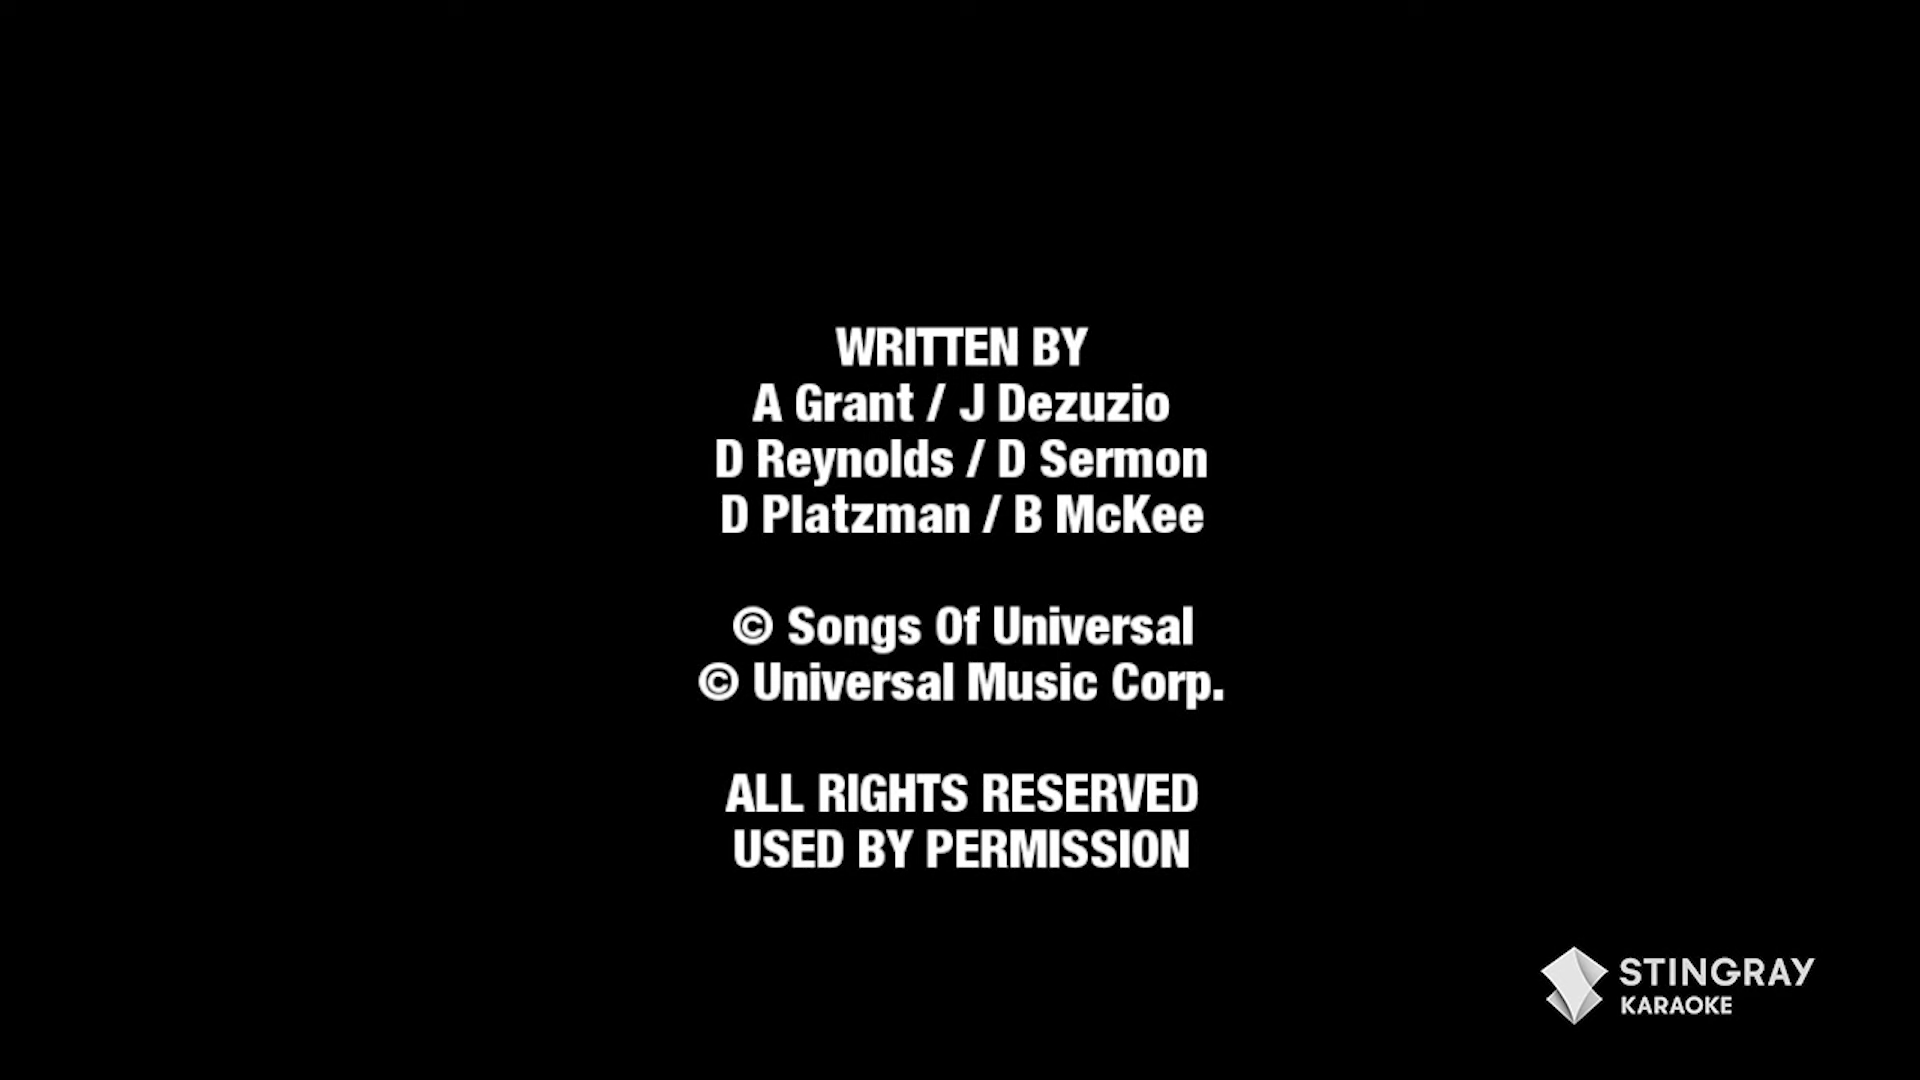 WRITTEN BY
A Grant / J Dezuzio
D Reynolds / D Sermon
D Platzman / B McKee
© Songs Of Universal
© Universal Music Corp.
ALL RIGHTS RESERVED
USED BY PERMISSION
STINGRAY
KARAOKE